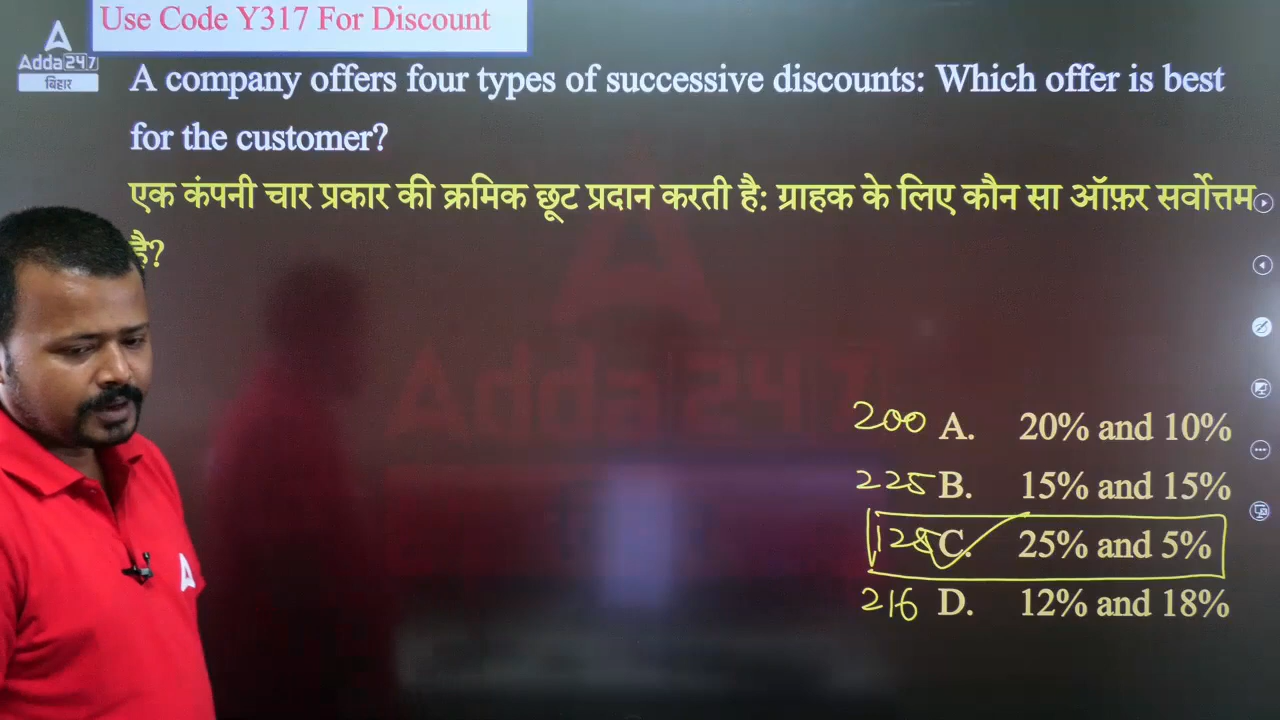 Use Code Y317 For Discount
Adda247
बिहार
A company offers four types of successive discounts: Which offer is best
for the customer?
एक कंपनी चार प्रकार की क्रमिक छूट प्रदान करती है: ग्राहक के लिए कौन सा ऑफ़र सर्वोत्तम
है?
200 A. 20% and 10%
225 B. 15% and 15%
125 C. 25% and 5%
216 D. 12% and 18%